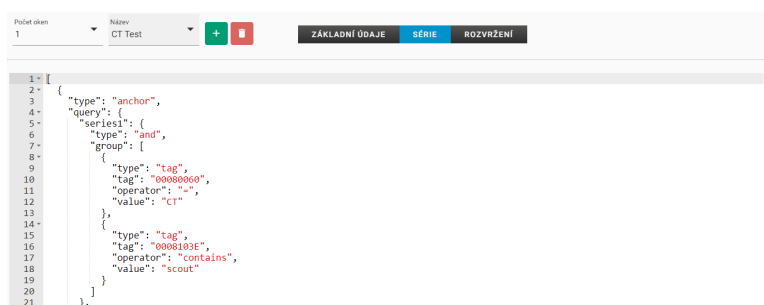 Počet oken
1
Název
CT Test
+
ZÁKLADNÍ ÚDAJE SÉRIE ROZVRŽENÍ
1 [
2 {
3 "type": "anchor",
4 "query": {
5 "series1": {
6 "type": "and",
7 "group": [
8 {
9 "type": "tag",
10 "tag": "00080060",
11 "operator": "=",
12 "value": "CT"
13 },
14 {
15 "type": "tag",
16 "tag": "0008103E",
17 "operator": "contains",
18 "value": "scout"
19 }
20 ]
21 },